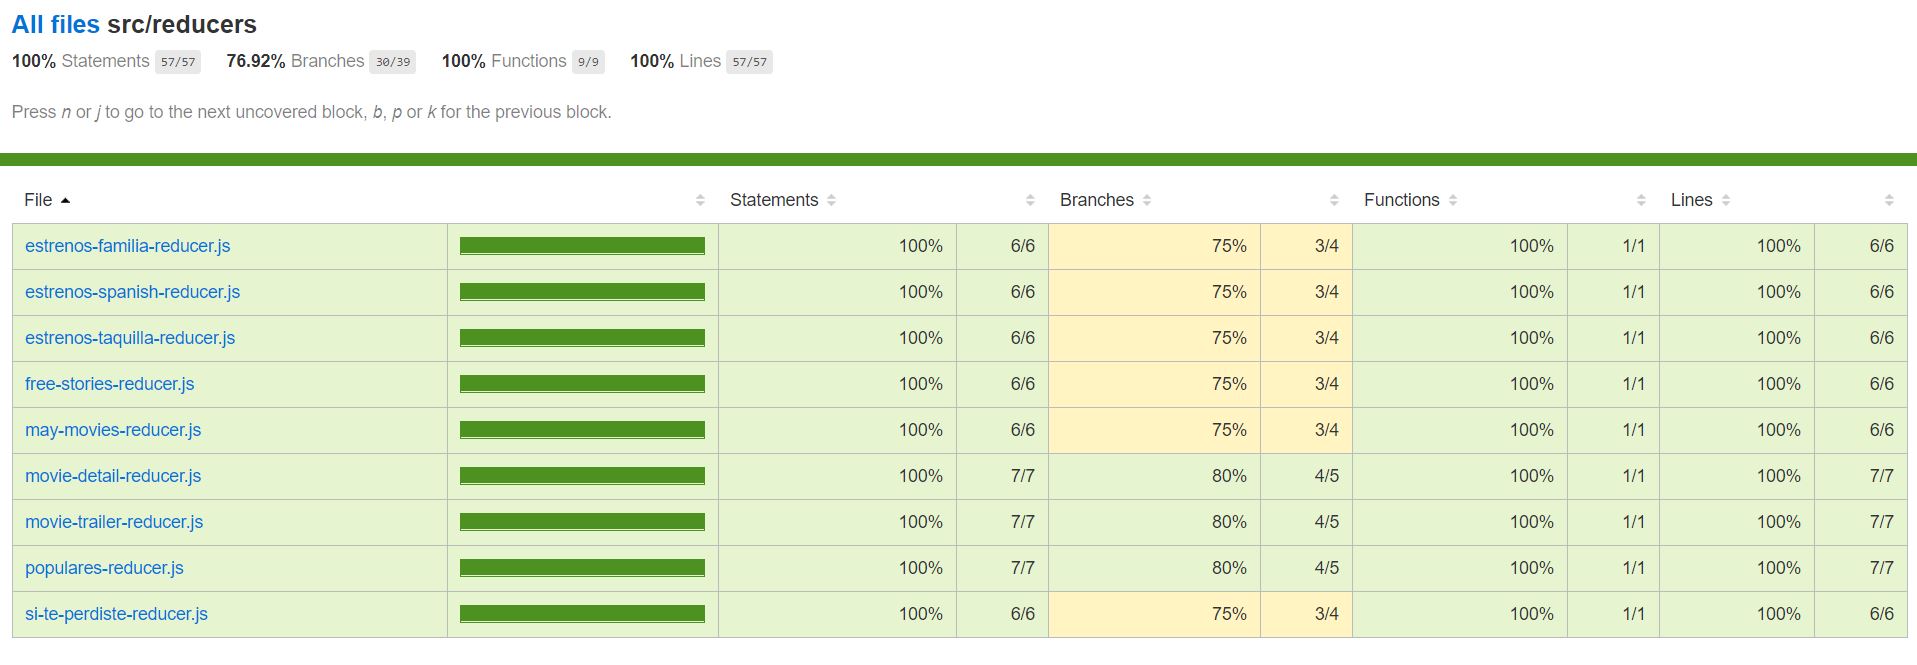 All files src/reducers
100% Statements 57/57 76.92% Branches 30/39 100% Functions 9/9 100% Lines 57/57
Press n or j to go to the next uncovered block, b, p or k for the previous block.
File Statements Branches Functions Lines
estrenos-familia-reducer.js 100% 6/6 75% 3/4 100% 1/1 100% 6/6
estrenos-spanish-reducer.js 100% 6/6 75% 3/4 100% 1/1 100% 6/6
estrenos-taquilla-reducer.js 100% 6/6 75% 3/4 100% 1/1 100% 6/6
free-stories-reducer.js 100% 6/6 75% 3/4 100% 1/1 100% 6/6
may-movies-reducer.js 100% 6/6 75% 3/4 100% 1/1 100% 6/6
movie-detail-reducer.js 100% 7/7 80% 4/5 100% 1/1 100% 7/7
movie-trailer-reducer.js 100% 7/7 80% 4/5 100% 1/1 100% 7/7
populares-reducer.js 100% 7/7 80% 4/5 100% 1/1 100% 7/7
si-te-perdiste-reducer.js 100% 6/6 75% 3/4 100% 1/1 100% 6/6